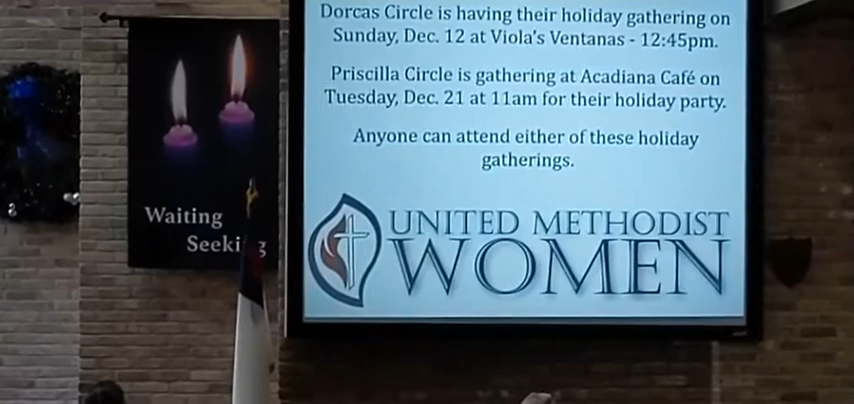 Dorcas Circle is having their holiday gathering on
Sunday, Dec. 12 at Viola's Ventanas - 12:45pm.
Priscilla Circle is gathering at Acadiana Café on
Tuesday, Dec. 21 at 11am for their holiday party.
Anyone can attend either of these holiday
gatherings.
UNITED METHODIST
WOMEN
Waiting
Seeking